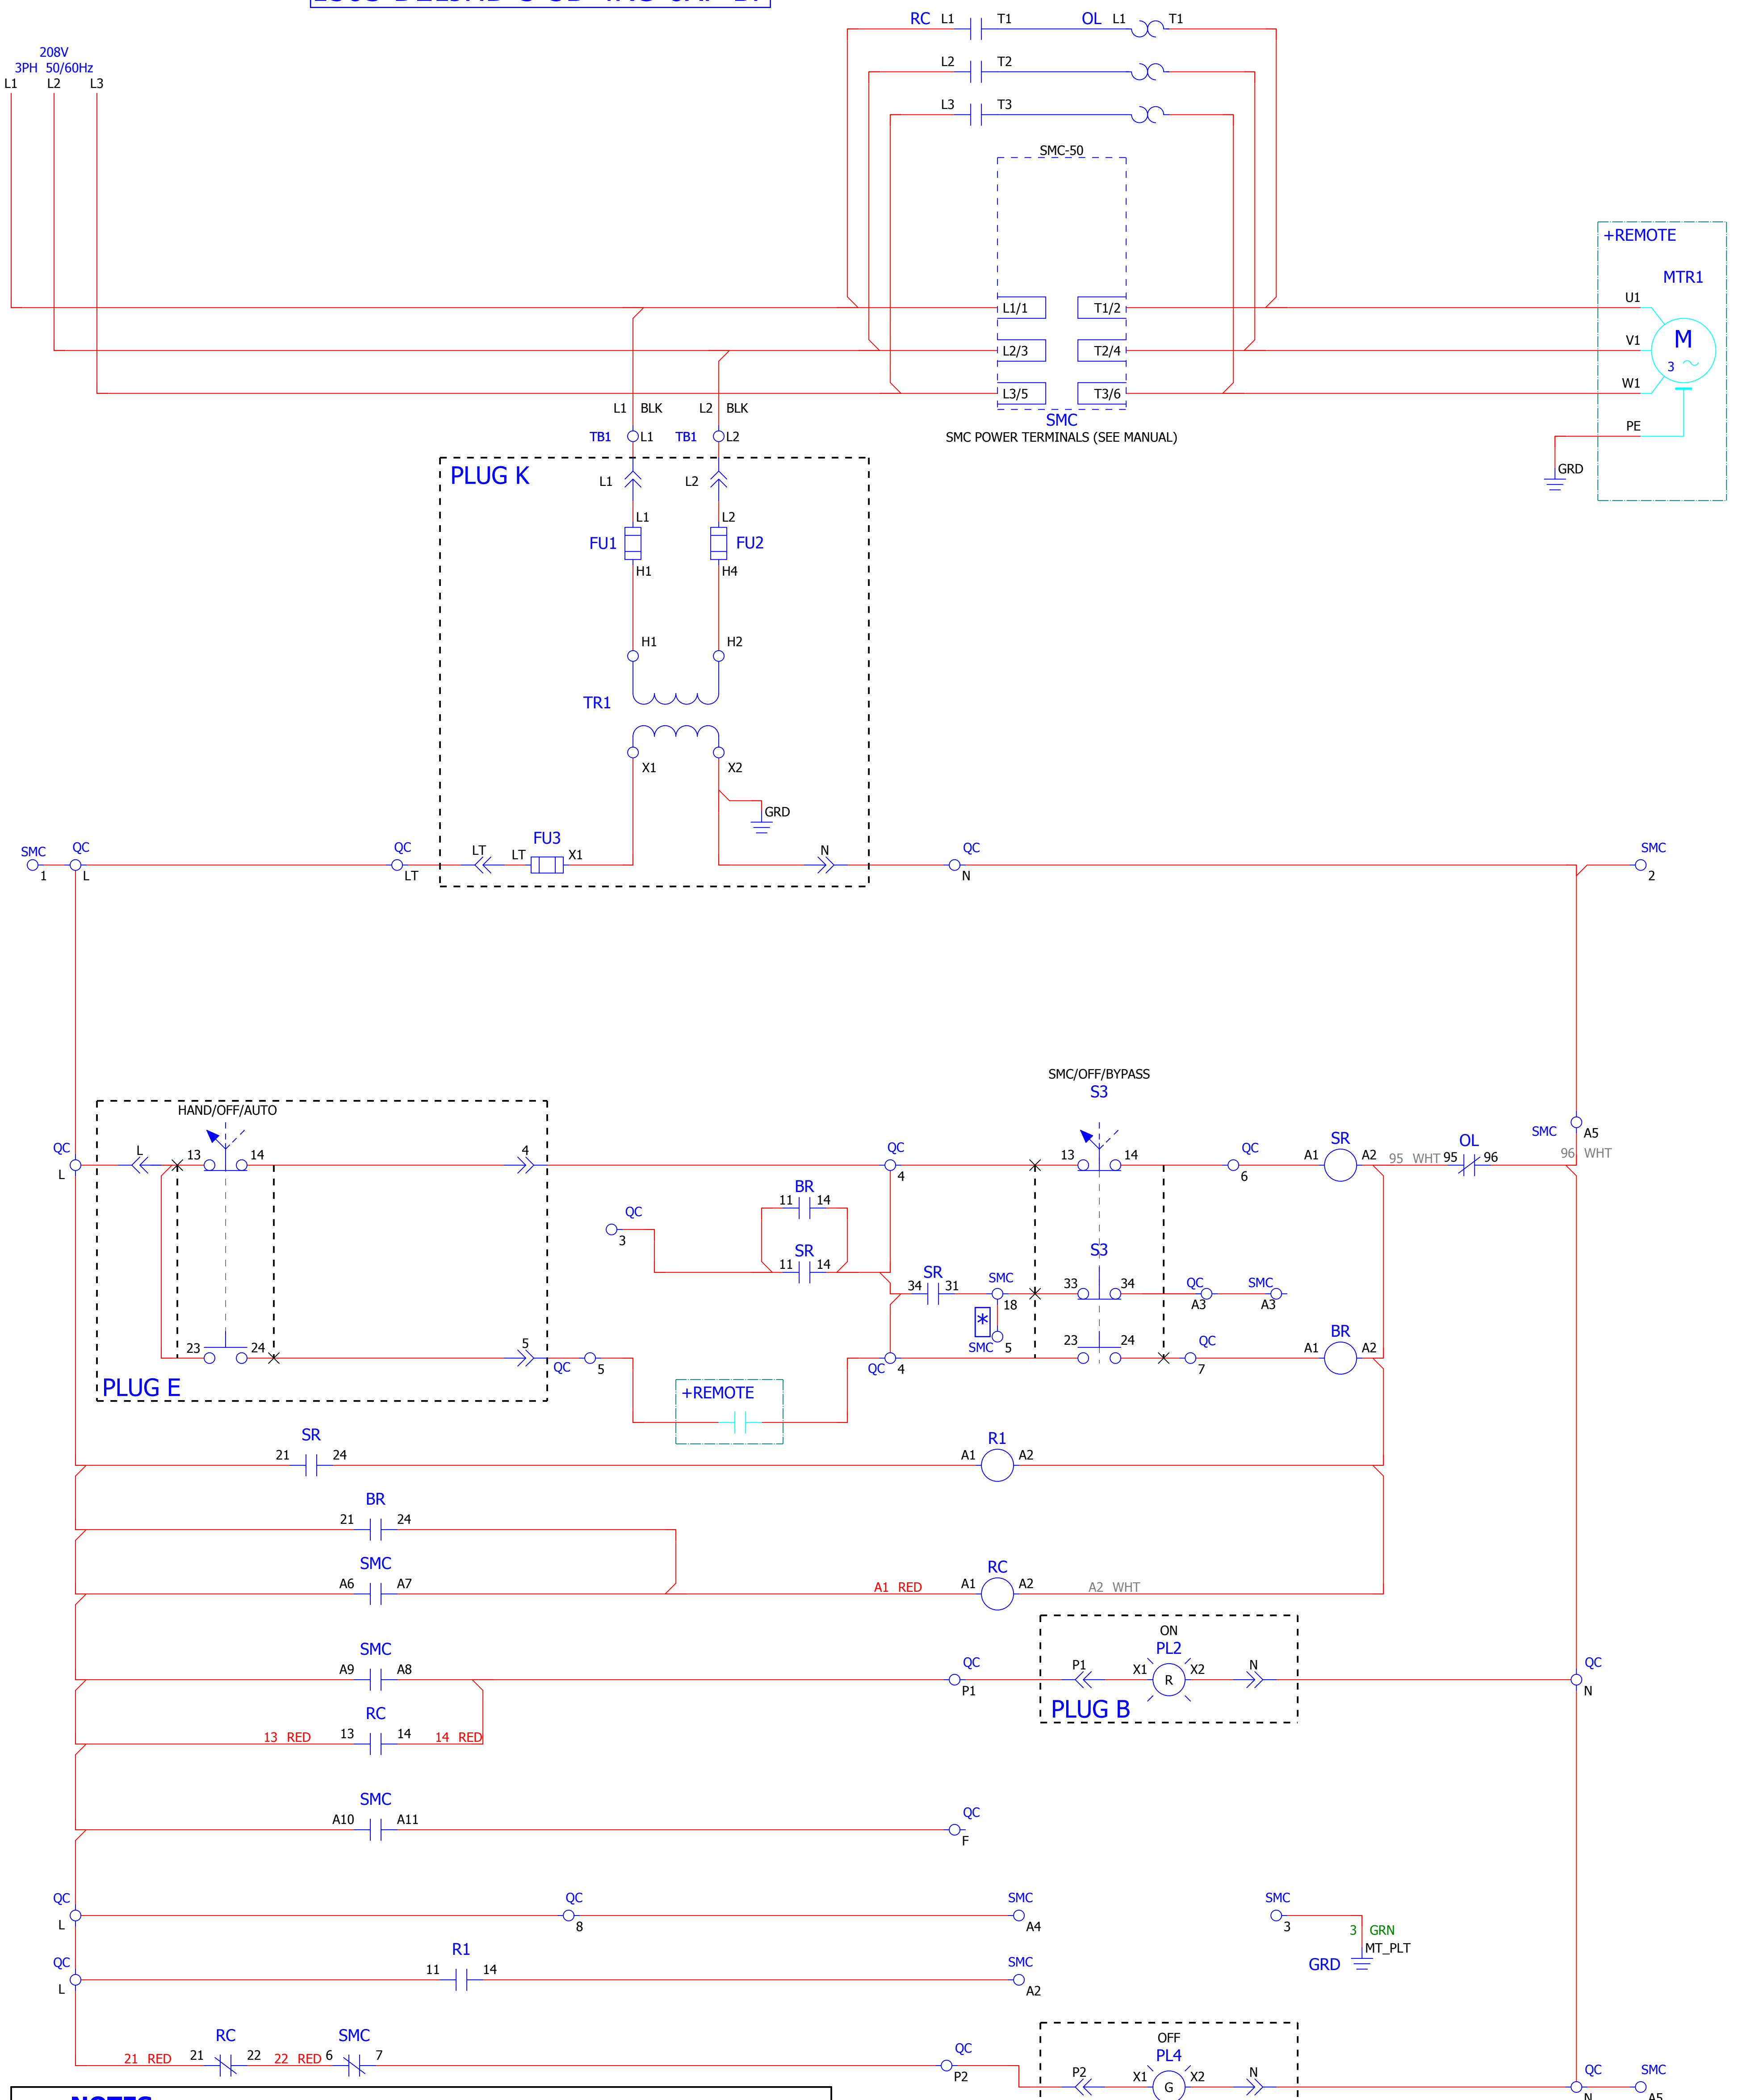 RC L1 T1 OL L1 T1
208V
3PH 50/60Hz
L1 L2 L3
L2 T2
L3 T3
SMC-50
+REMOTE
MTR1
L1/1 T1/2 U1
L2/3 T2/4 V1 M
3
L3/5 T3/6 W1
L1 BLK L2 BLK
SMC
TB1 L1 TB1 L2
SMC POWER TERMINALS (SEE MANUAL)
PE
GRD
PLUG K
L1 L2
L1 L2
FU1 FU2
H1 H4
H1 H2
TR1
X1 X2
GRD
SMC QC QC LT FU3 N QC SMC
LT X1
1 L LT N 2
SMC/OFF/BYPASS
S3
HAND/OFF/AUTO
SMC A5
QC L 13 14 4 QC 13 14 QC SR OL
A1 A2 95 WHT 95 96 96 WHT
L 4 6
BR
11 14
QC
3
SR
11 14
S3
SR
34 31 SMC 33 34 QC SMC
18 A3 A3
*
SMC 5
23 24 5 QC 5 QC 4 23 24 QC 7 BR A1 A2
PLUG E
+REMOTE
SR
21 24
R1
A1 A2
BR
21 24
SMC
A6 A7
RC
A1 RED A1 A2 A2 WHT
ON
PL2
SMC
A9 A8
QC P1 X1 R X2 N QC
P1 N
PLUG B
RC
13 RED 13 14 14 RED
SMC
A10 A11
QC
F
QC QC SMC SMC
L 8 A4 3
3 GRN
MT_PLT
GRD
QC R1 SMC
11 14
L A2
OFF
PL4
RC SMC
21 RED 21 22 22 RED 6 7
QC
P2
P2 X1 G X2 N QC SMC